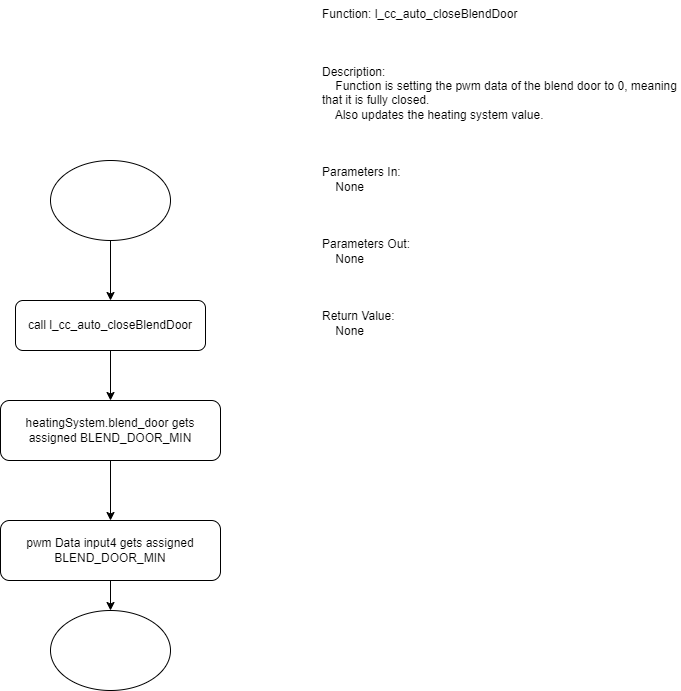 Function: l_cc_auto_closeBlendDoor
Description:
Function is setting the pwm data of the blend door to 0, meaning
that it is fully closed.
Also updates the heating system value.
Parameters In:
None
Parameters Out:
None
Return Value:
None
call l_cc_auto_closeBlendDoor
heatingSystem.blend_door gets
assigned BLEND_DOOR_MIN
pwm Data input4 gets assigned
BLEND_DOOR_MIN